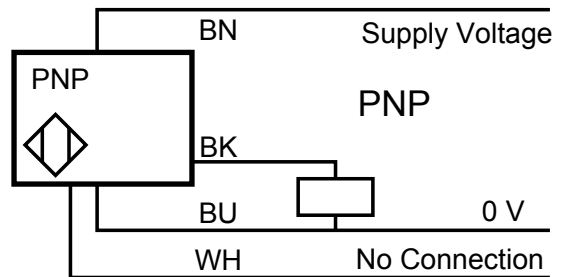 BN Supply Voltage
PNP
PNP
BK
BU 0 V
WH No Connection